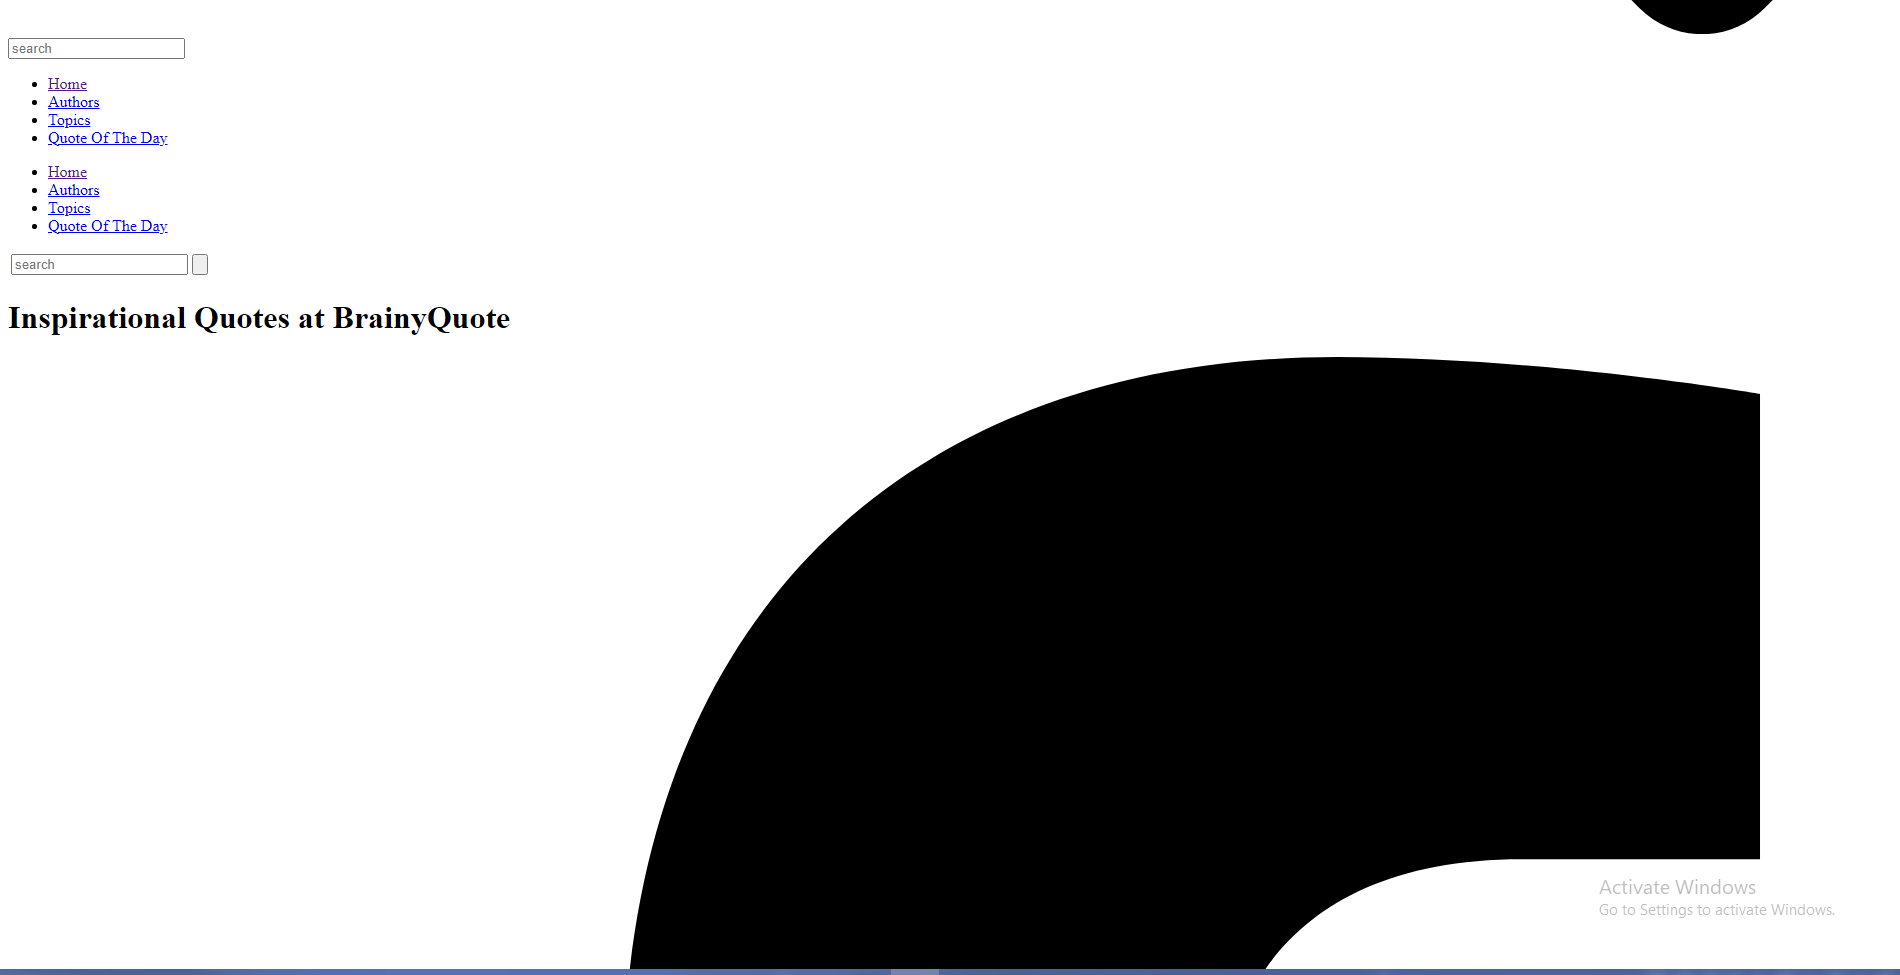 search
Home
Authors
Topics
Quote Of The Day
Home
Authors
Topics
Quote Of The Day
search
Inspirational Quotes at BrainyQuote
Activate Windows
Go to Settings to activate Windows.